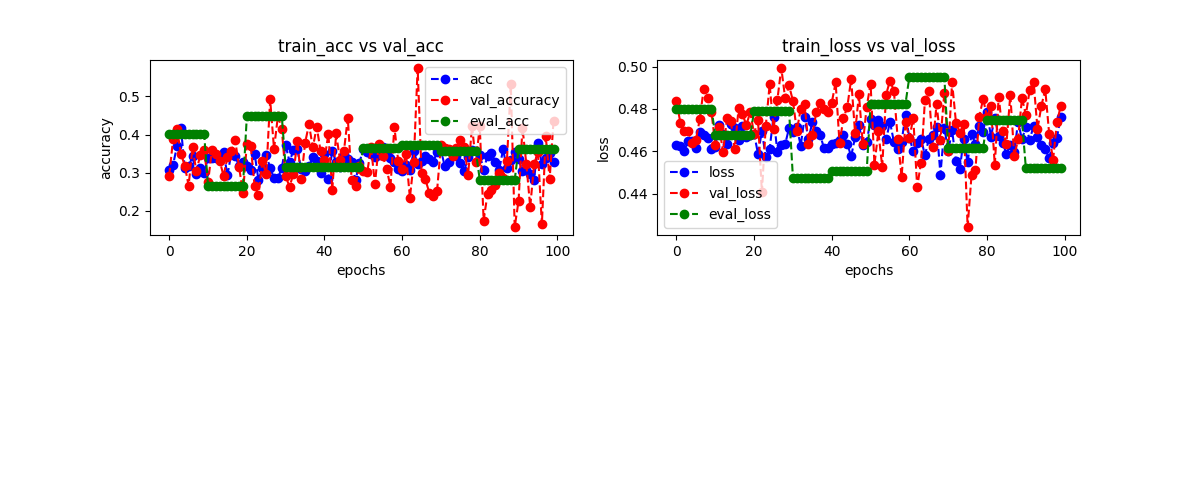 train_acc vs val_acc
accuracy
0.5
0.4
0.3
0.2
acc
val_accuracy
eval_acc
0 20 40 60 80 100
epochs
train_loss vs val_loss
loss
0.50
0.48
0.46
0.44
loss
val_loss
eval_loss
0 20 40 60 80 100
epochs